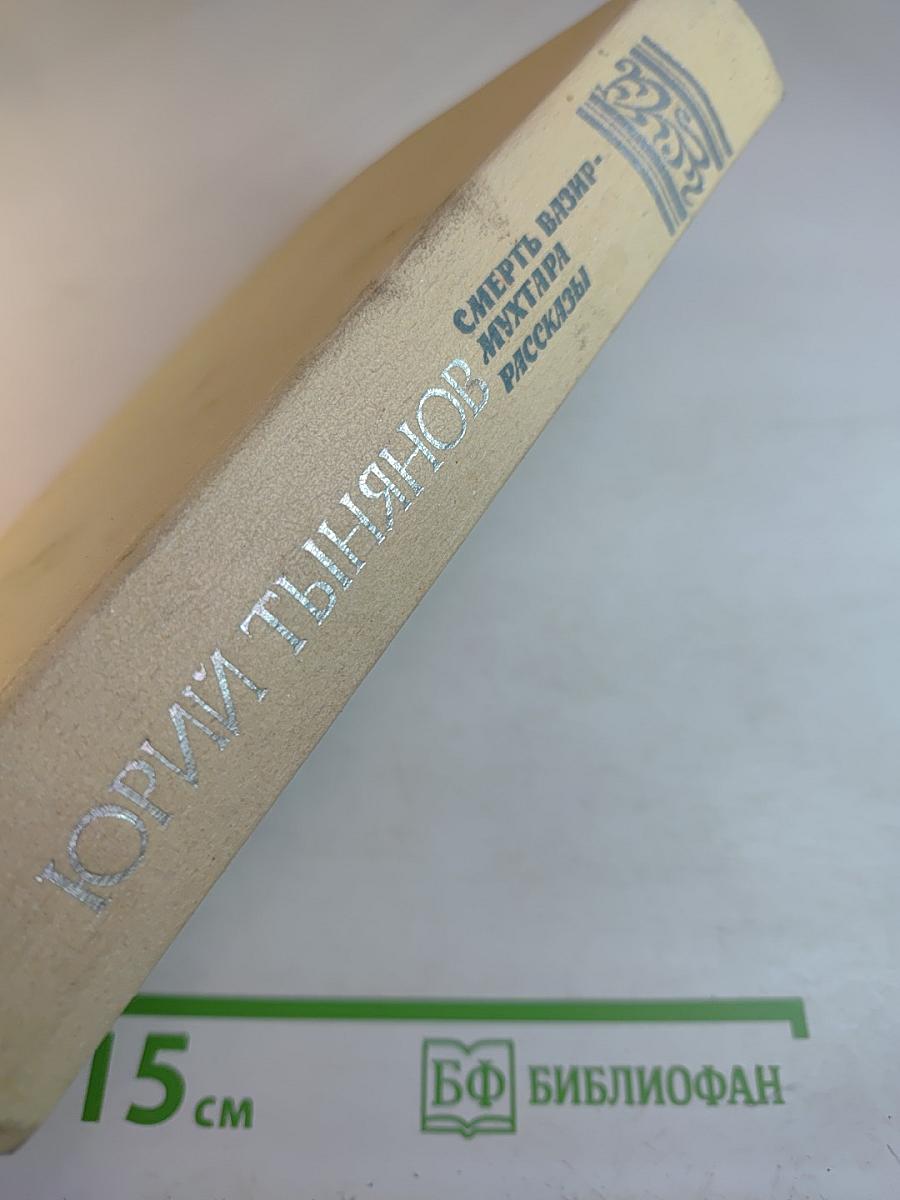 ЮРИЙ ТЫНЯНОВ
СМЕРТЬ ВАЗИР-
МУХТАРА
РАССКАЗЫ
15 см
БФ БИБЛИОФАН